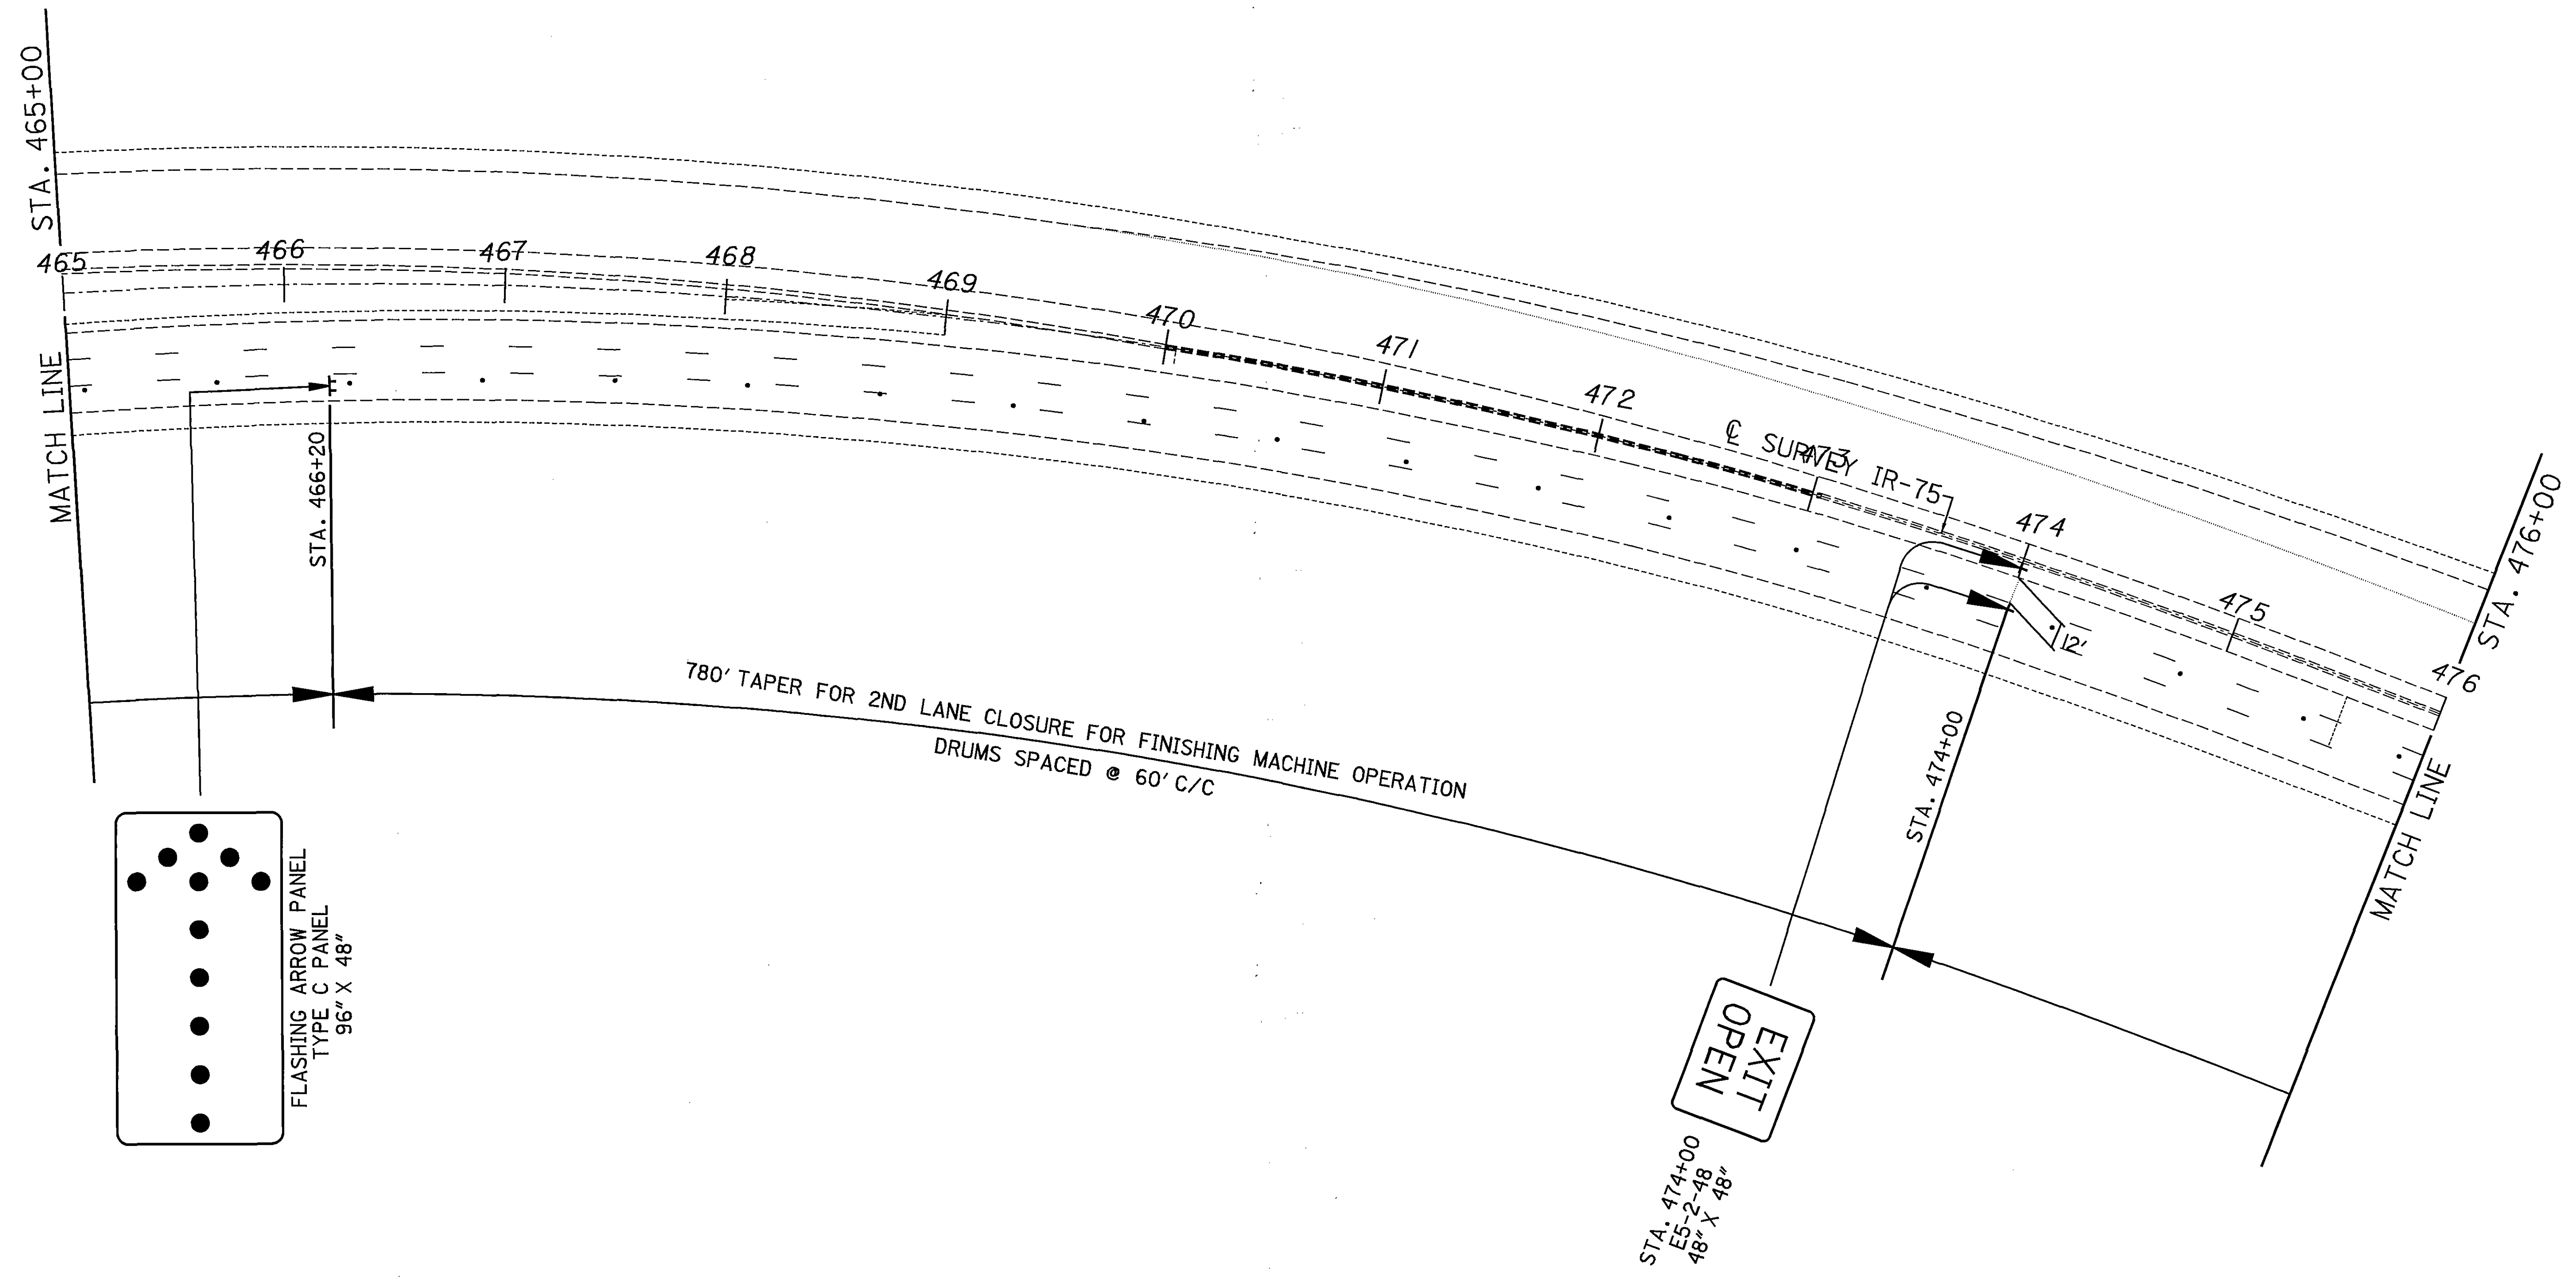 STA. 465+00
MATCH LINE
465
466
467
468
469
470
471
472
℄ SURVEY IR-75
473
474
475
476
STA. 476+00
MATCH LINE
STA. 466+20
780' TAPER FOR 2ND LANE CLOSURE FOR FINISHING MACHINE OPERATION
DRUMS SPACED @ 60' C/C
12'
STA. 474+00
FLASHING ARROW PANEL
TYPE C PANEL
96" X 48"
EXIT
OPEN
STA. 474+00
E5-2-48
48" X 48"